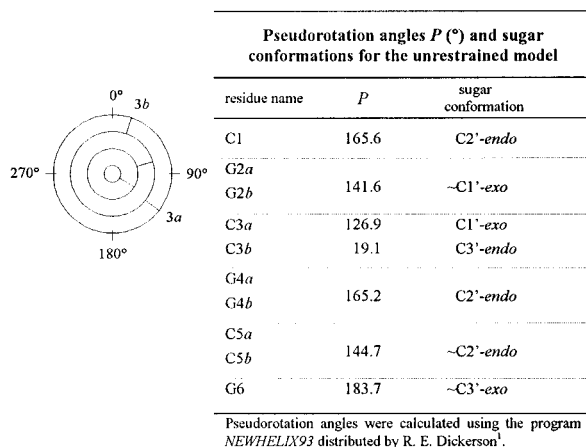 Pseudorotation angles P (°) and sugar
conformations for the unrestrained model
residue name P sugar conformation
C1 165.6 C2'-endo
G2a
G2b 141.6 ~C1'-exo
C3a 126.9 C1'-exo
C3b 19.1 C3'-endo
G4a
G4b 165.2 C2'-endo
C5a
C5b 144.7 ~C2'-endo
G6 183.7 ~C3'-exo
Pseudorotation angles were calculated using the program
NEWHELIX93 distributed by R. E. Dickerson¹.
0°
3b
270°
90°
3a
180°